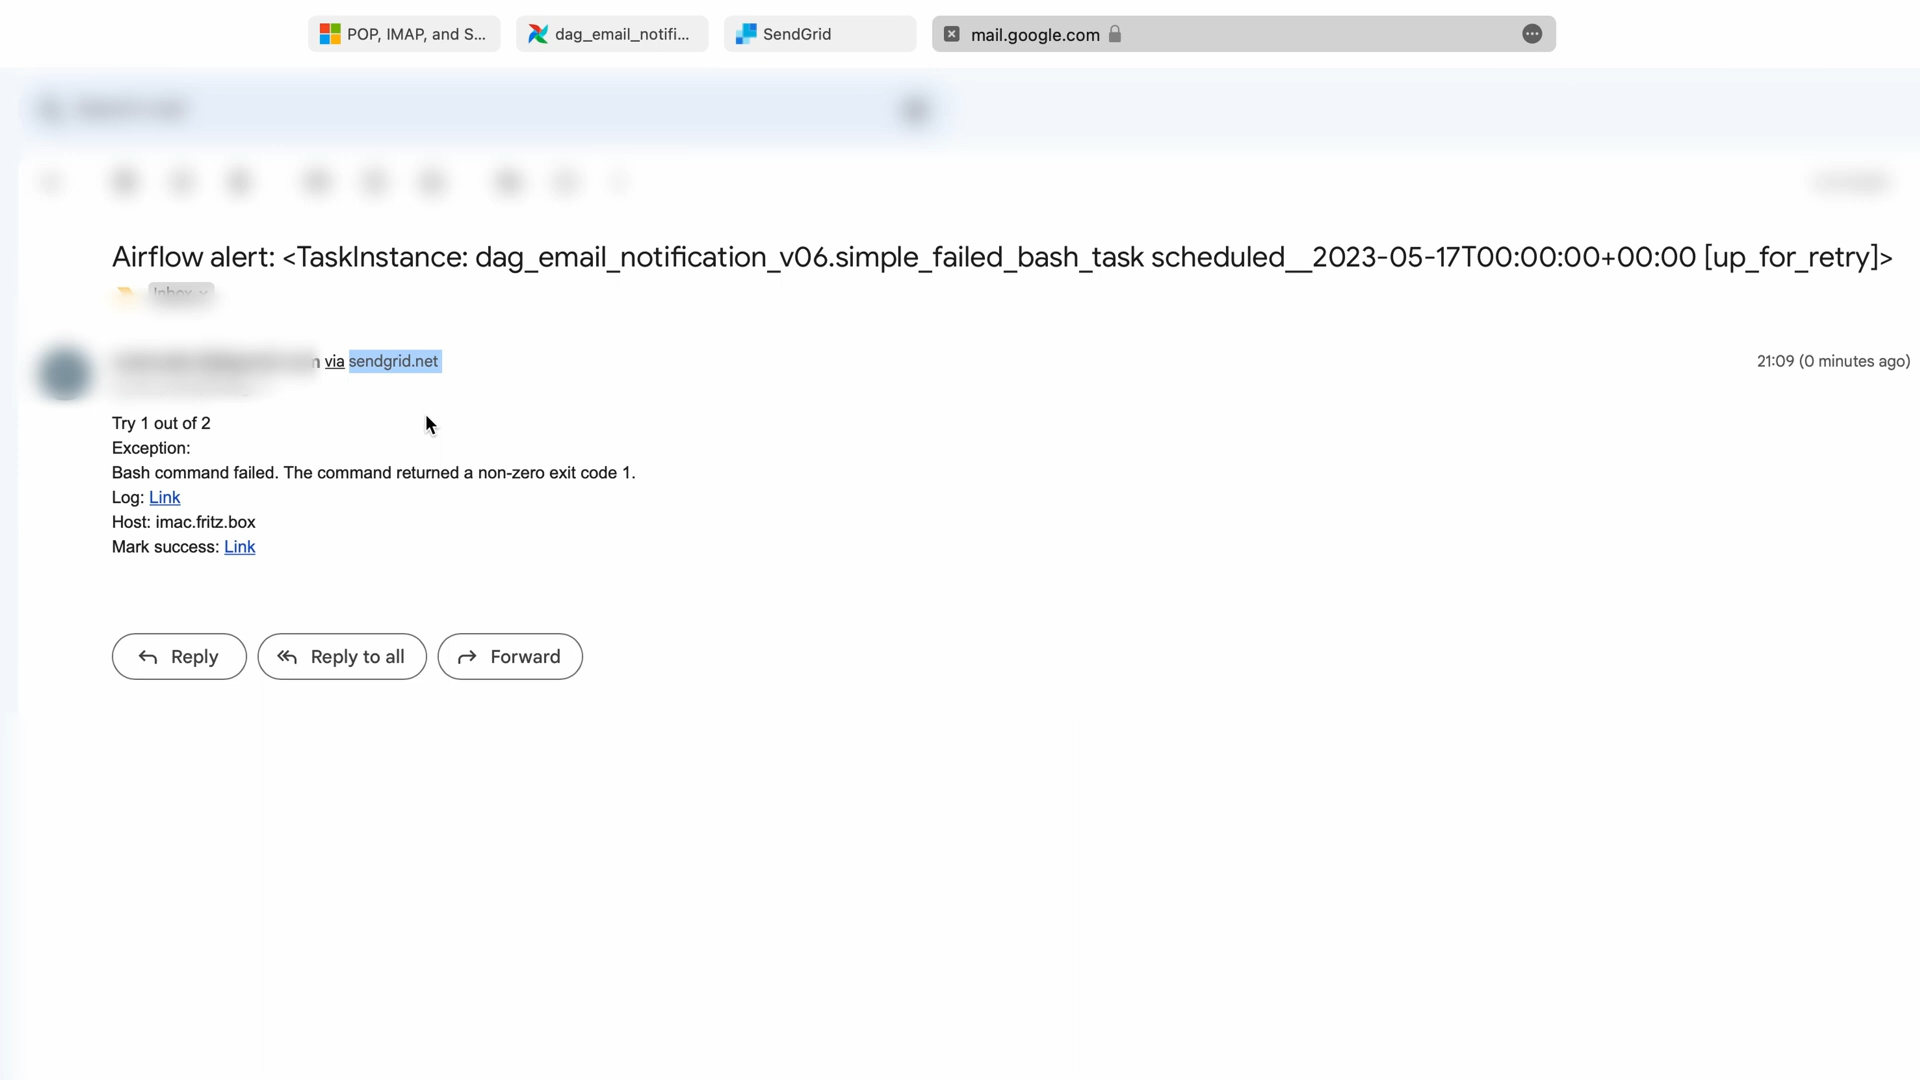 POP, IMAP, and S...
dag_email_notifi...
SendGrid
mail.google.com
Airflow alert: <TaskInstance: dag_email_notification_v06.simple_failed_bash_task scheduled__2023-05-17T00:00:00+00:00 [up_for_retry]>
Inbox
via sendgrid.net
21:09 (0 minutes ago)
Try 1 out of 2
Exception:
Bash command failed. The command returned a non-zero exit code 1.
Log: Link
Host: imac.fritz.box
Mark success: Link
Reply
Reply to all
Forward